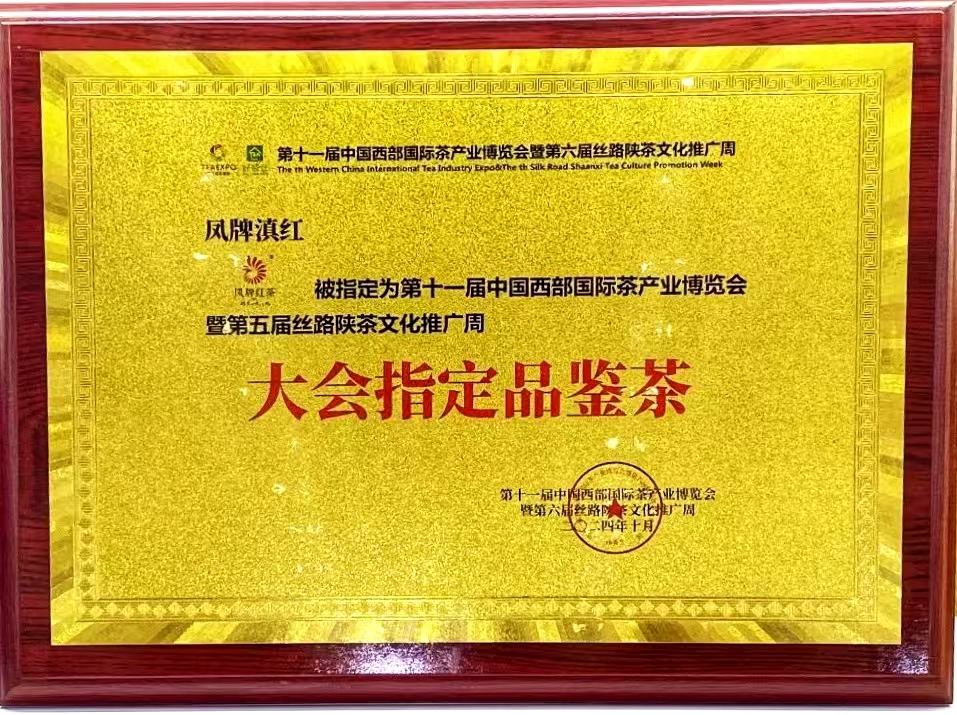 TEAEXPO
第十一届中国西部国际茶产业博览会暨第六届丝路陕茶文化推广周
The th Western China International Tea Industry Expo&The th Silk Road Shaanxi Tea Culture Promotion Week
凤牌滇红
凤牌红茶
被指定为第十一届中国西部国际茶产业博览会
暨第五届丝路陕茶文化推广周
大会指定品鉴茶
第十一届中国西部国际茶产业博览会
暨第六届丝路陕茶文化推广周
二〇二四年十月